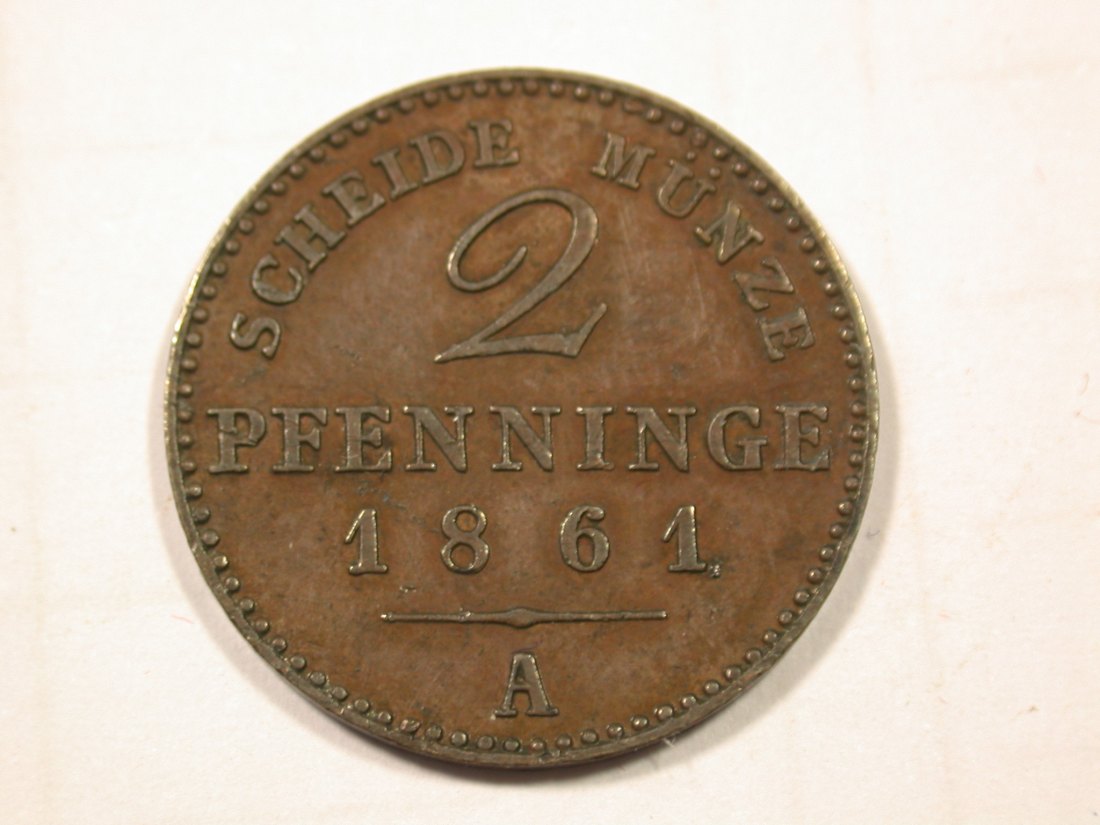 SCHEIDE MÜNZE
2
PFENNINGE
1861
A